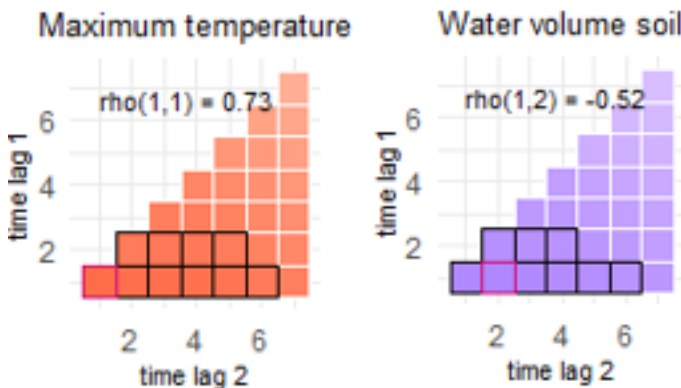 Maximum temperature
rho(1,1) = 0.73
6
4
2
time lag 1
2 4 6
time lag 2
Water volume soil
rho(1,2) = -0.52
6
4
2
time lag 1
2 4 6
time lag 2